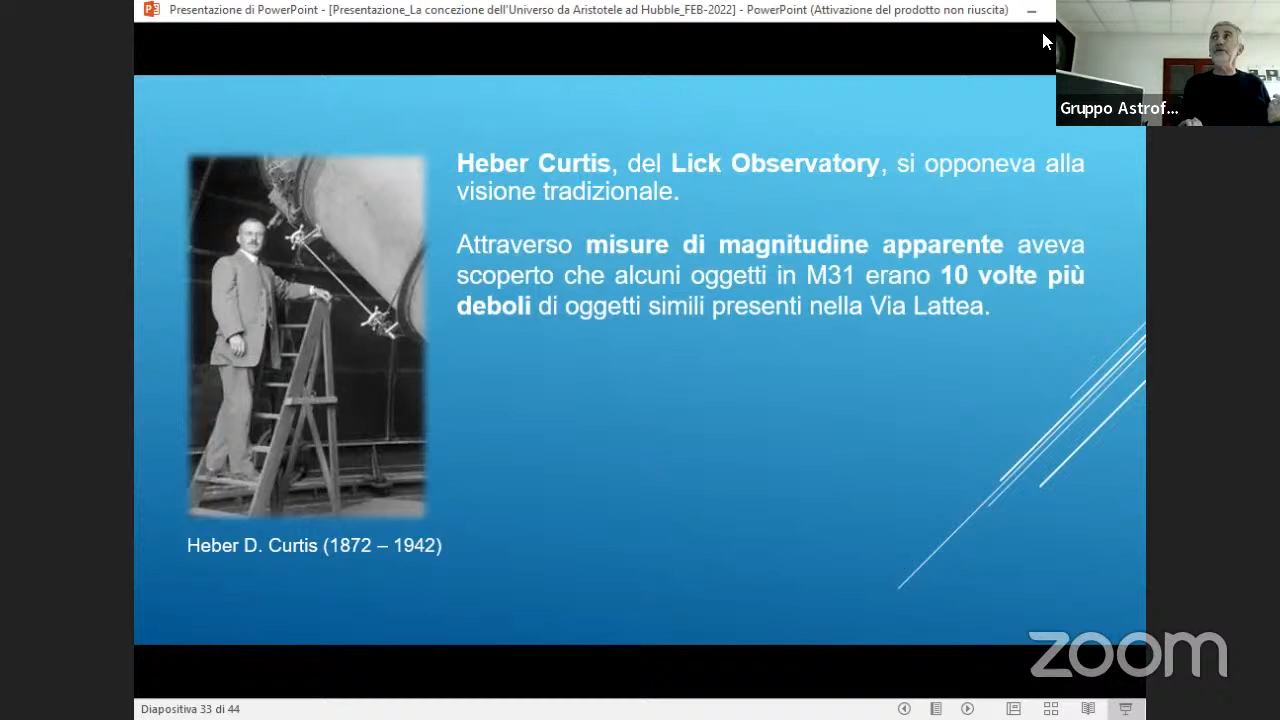 Presentazione di PowerPoint - [Presentazione_La concezione dell'Universo da Aristotele ad Hubble_FEB-2022] - PowerPoint (Attivazione del prodotto non riuscita)
Gruppo Astrof...
Heber Curtis, del Lick Observatory, si opponeva alla
visione tradizionale.
Attraverso misure di magnitudine apparente aveva
scoperto che alcuni oggetti in M31 erano 10 volte più
deboli di oggetti simili presenti nella Via Lattea.
Heber D. Curtis (1872 – 1942)
zoom
Diapositiva 33 di 44